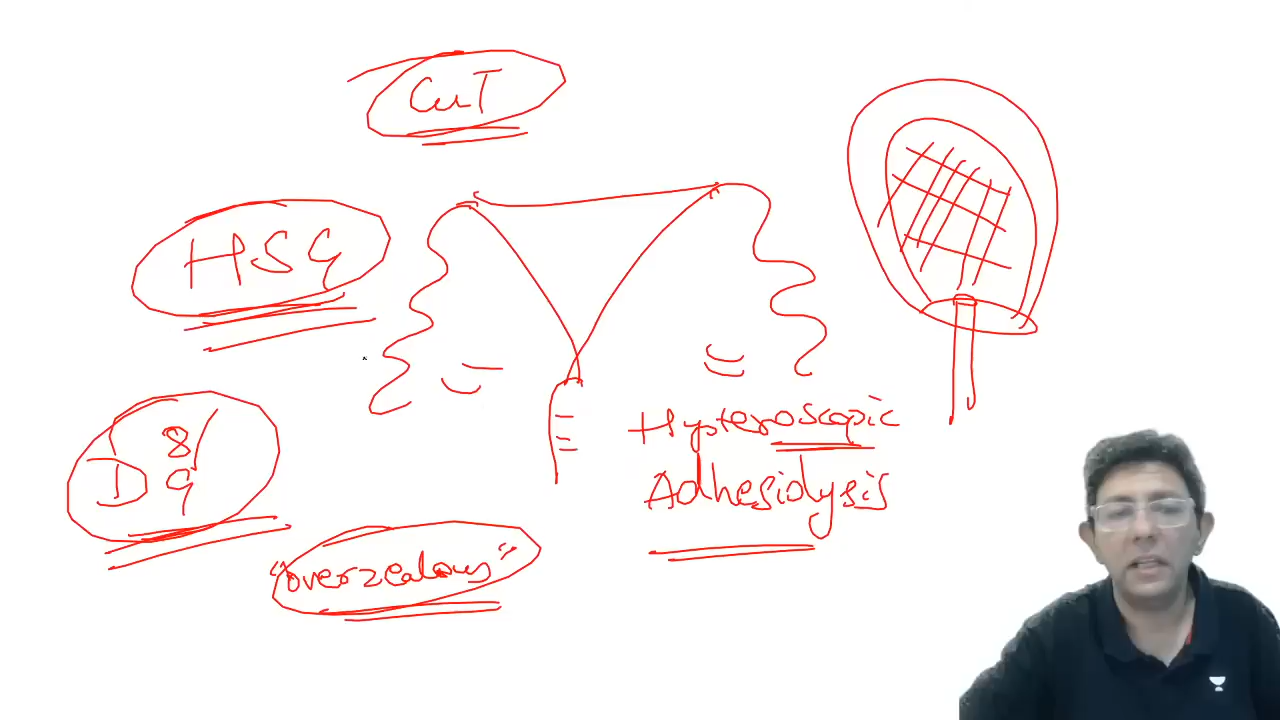 CuT
HSG
D 8/9
"overzealous"
Hysteroscopic
Adhesiolysis